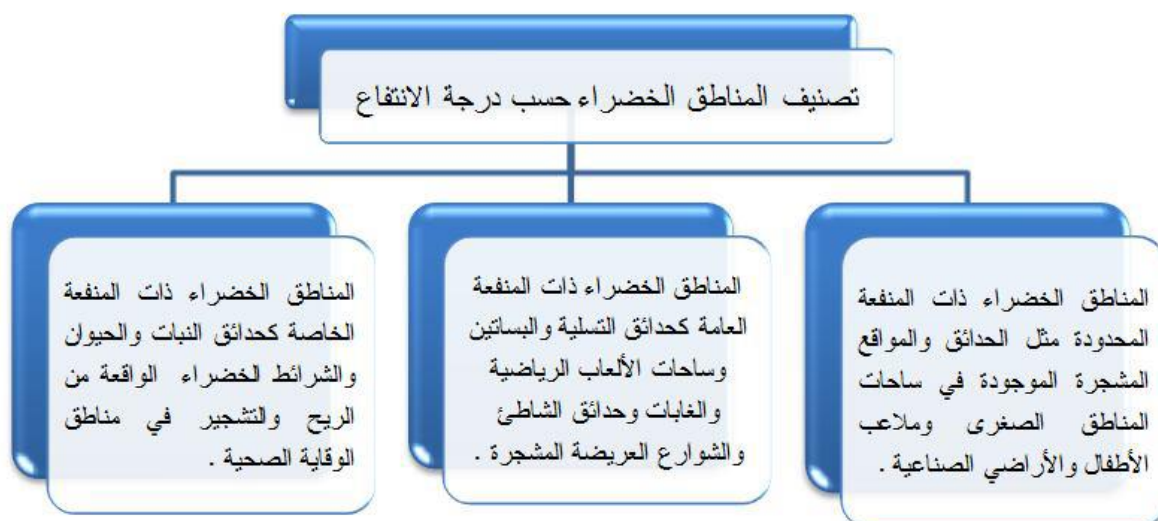 تصنيف المناطق الخضراء حسب درجة الانتفاع
المناطق الخضراء ذات المنفعة
المحدودة مثل الحدائق والمواقع
المشجرة الموجودة في ساحات
المناطق الصغرى وملاعب
الأطفال والأراضي الصناعية .
المناطق الخضراء ذات المنفعة
العامة كحدائق التسلية والبساتين
وساحات الألعاب الرياضية
والغابات وحدائق الشاطئ
والشوارع العريضة المشجرة .
المناطق الخضراء ذات المنفعة
الخاصة كحدائق النبات والحيوان
والشرائط الخضراء الواقعة من
الريح والتشجير في مناطق
الوقاية الصحية .